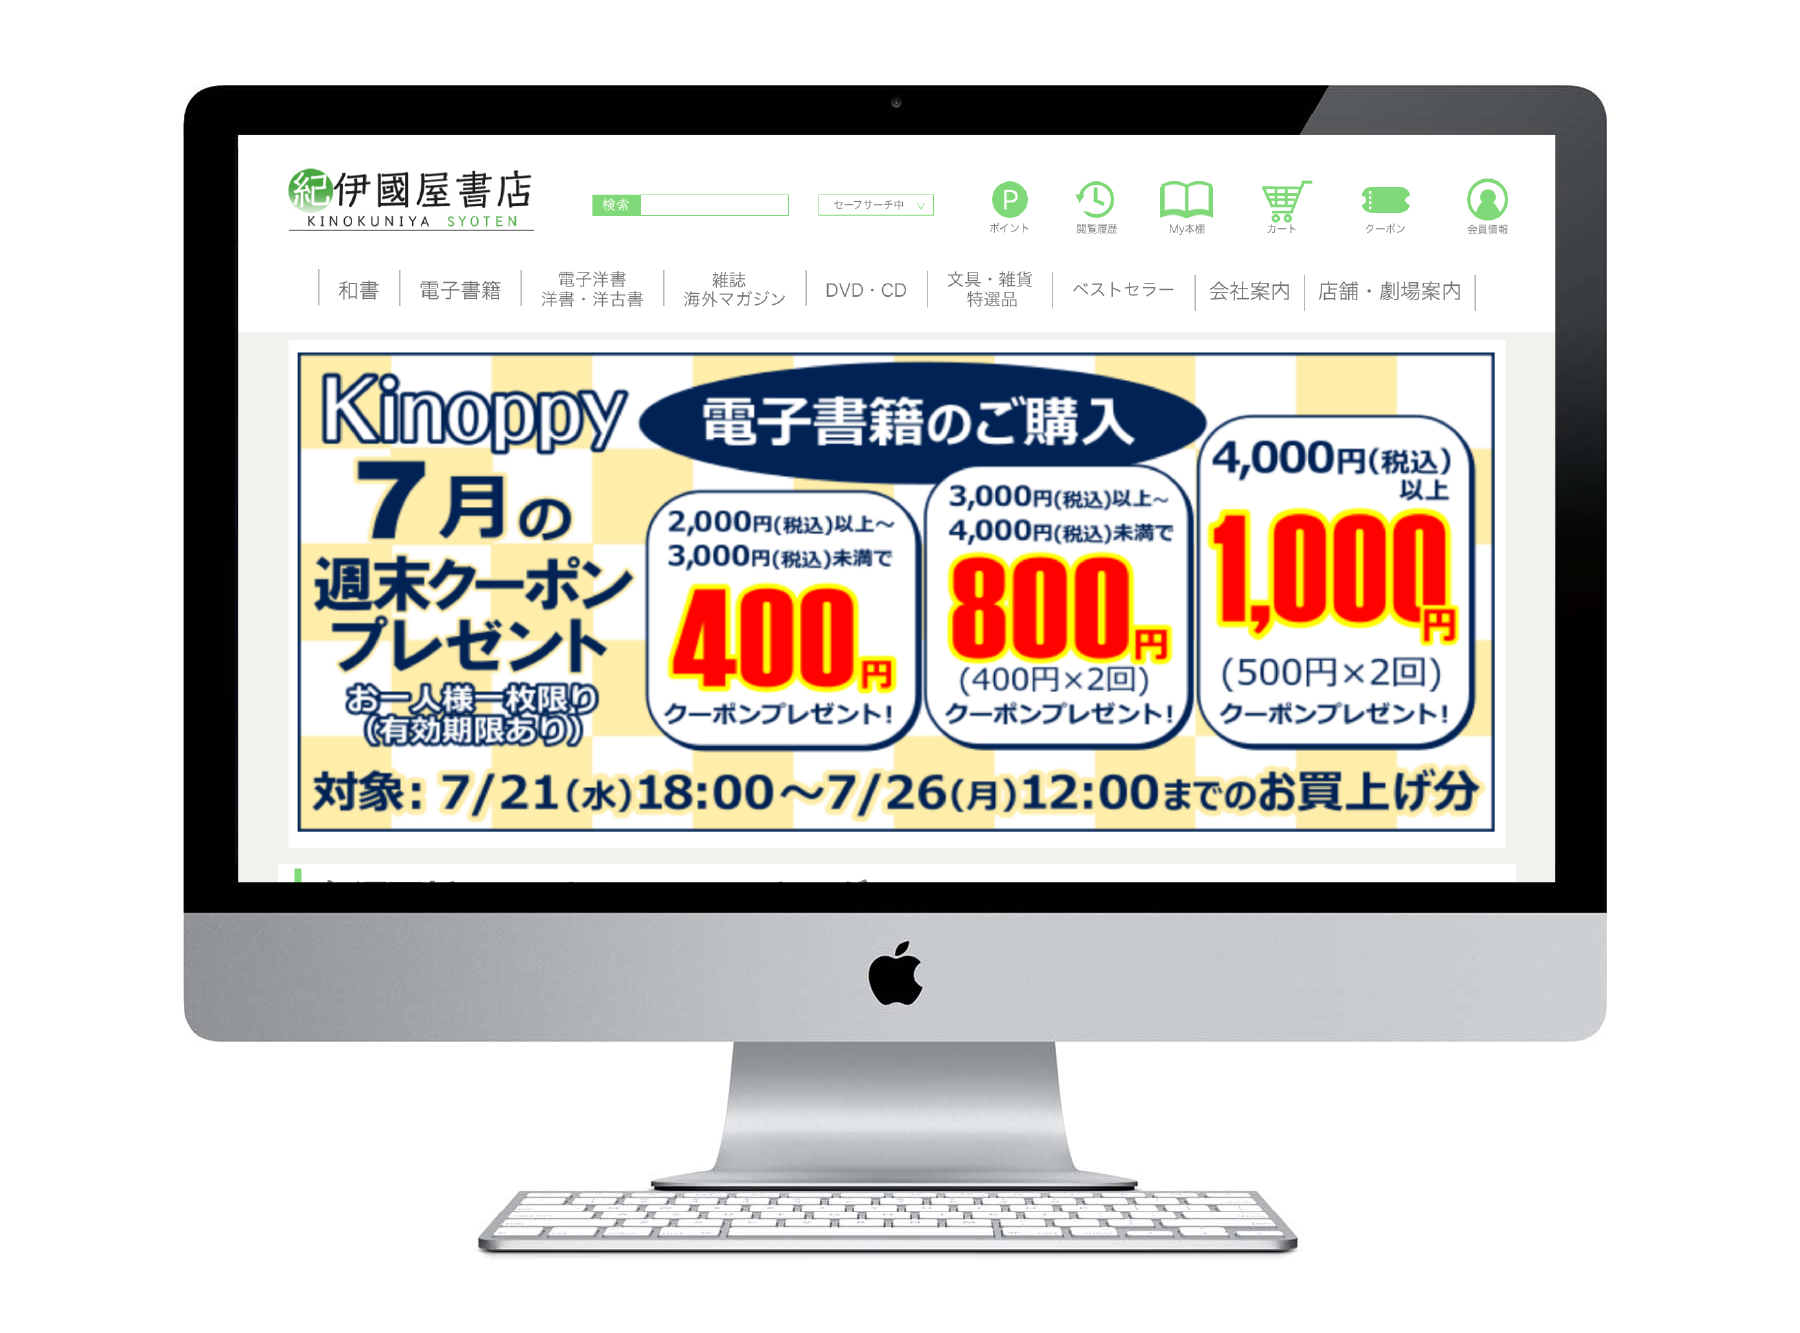 紀伊國屋書店
KINOKUNIYA SYOTEN
検索
セーフサーチ中
P
ポイント
閲覧履歴
My本棚
カート
クーポン
会員情報
和書
電子書籍
電子洋書
洋書・洋古書
雑誌
海外マガジン
DVD・CD
文具・雑貨
特選品
ベストセラー
会社案内
店舗・劇場案内
Kinoppy
7月の
週末クーポン
プレゼント
お一人様一枚限り
(有効期限あり)
電子書籍のご購入
2,000円(税込)以上~
3,000円(税込)未満で
400円
クーポンプレゼント!
3,000円(税込)以上~
4,000円(税込)未満で
800円
(400円×2回)
クーポンプレゼント!
4,000円(税込)
以上
1,000円
(500円×2回)
クーポンプレゼント!
対象: 7/21(水)18:00~7/26(月)12:00までのお買上げ分